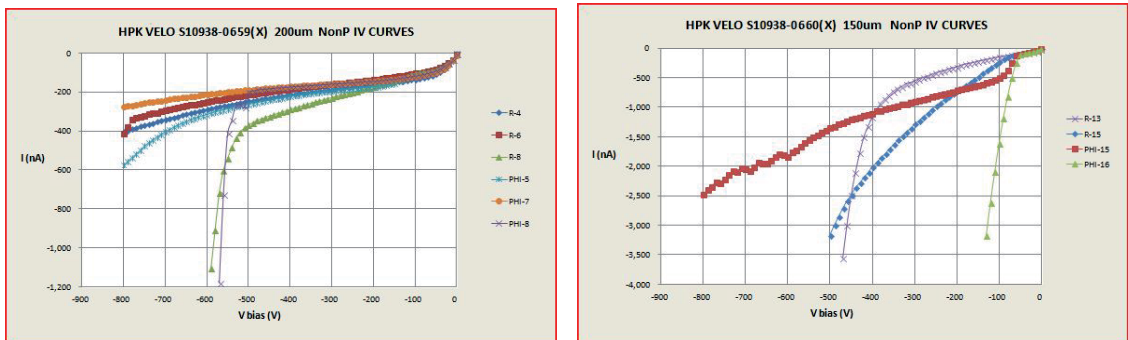 HPK VELO S10938-0659(X) 200um NonP IV CURVES
0
-200
-400
-600
-800
-1,000
-1,200
I (nA)
-900 -800 -700 -600 -500 -400 -300 -200 -100 0
V bias (V)
R-4
R-6
R-8
PHI-5
PHI-7
PHI-8
HPK VELO S10938-0660(X) 150um NonP IV CURVES
0
-500
-1,000
-1,500
-2,000
-2,500
-3,000
-3,500
-4,000
I (nA)
-900 -800 -700 -600 -500 -400 -300 -200 -100 0
V bias (V)
R-13
R-15
PHI-15
PHI-16